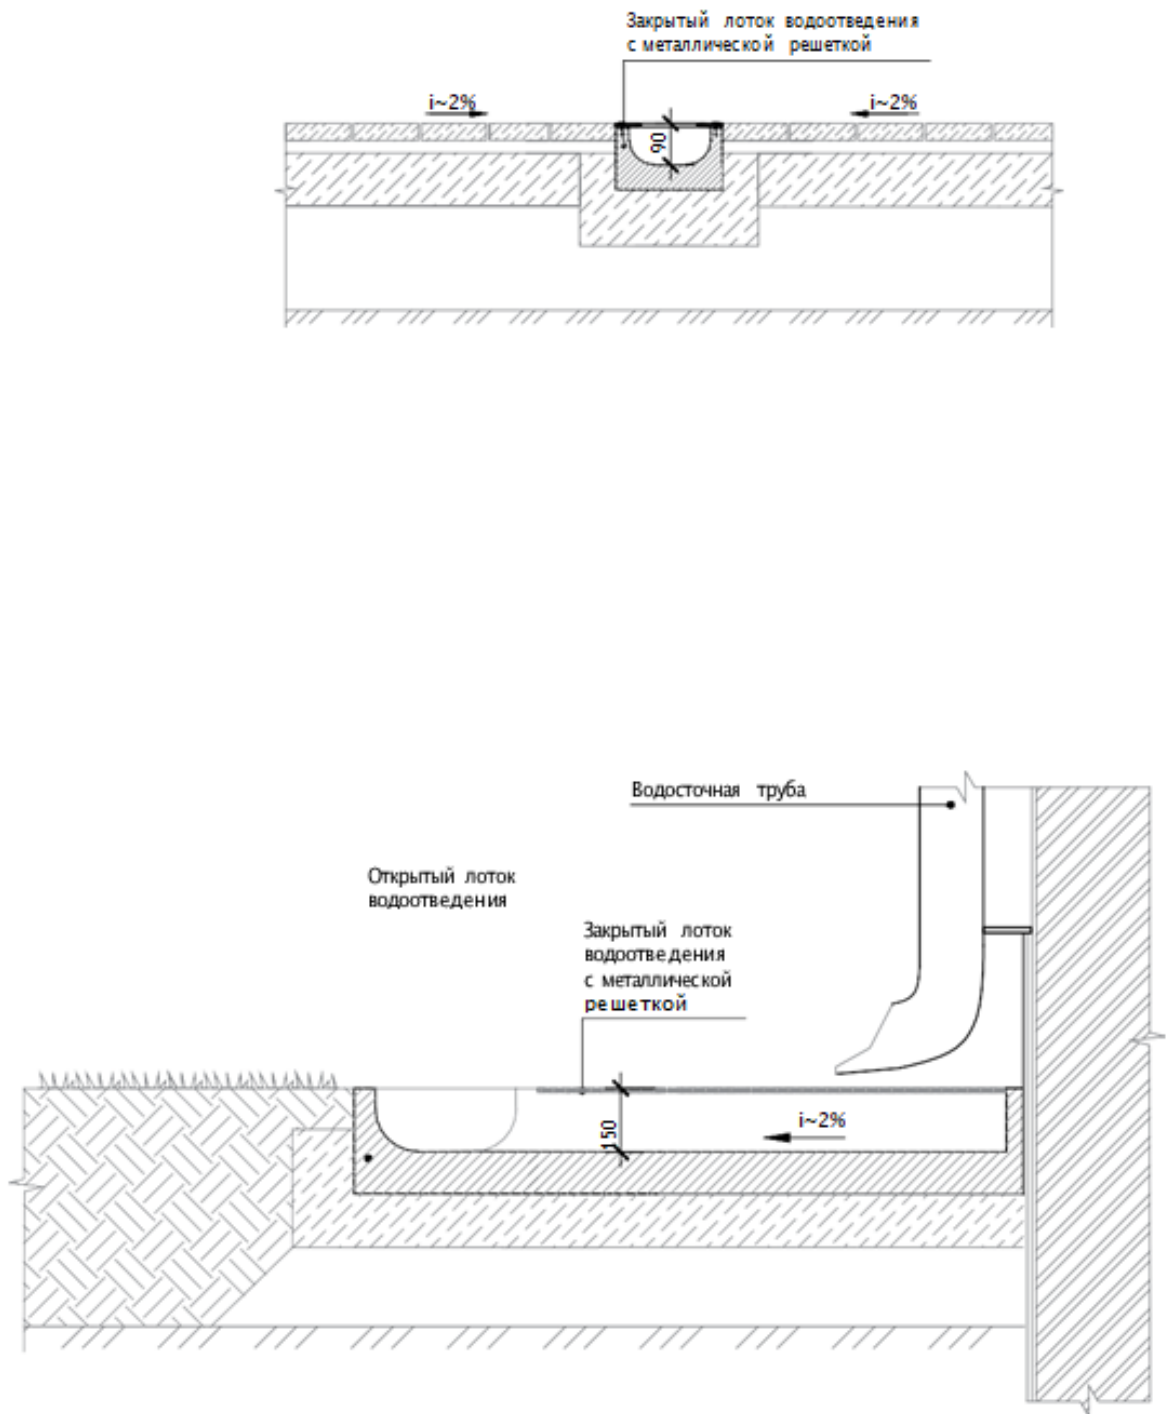 Закрытый лоток водоотведения
с металлической решеткой
i~2%
i~2%
90
Водосточная труба
Открытый лоток
водоотведения
Закрытый лоток
водоотведения
с металлической
решеткой
150
i~2%